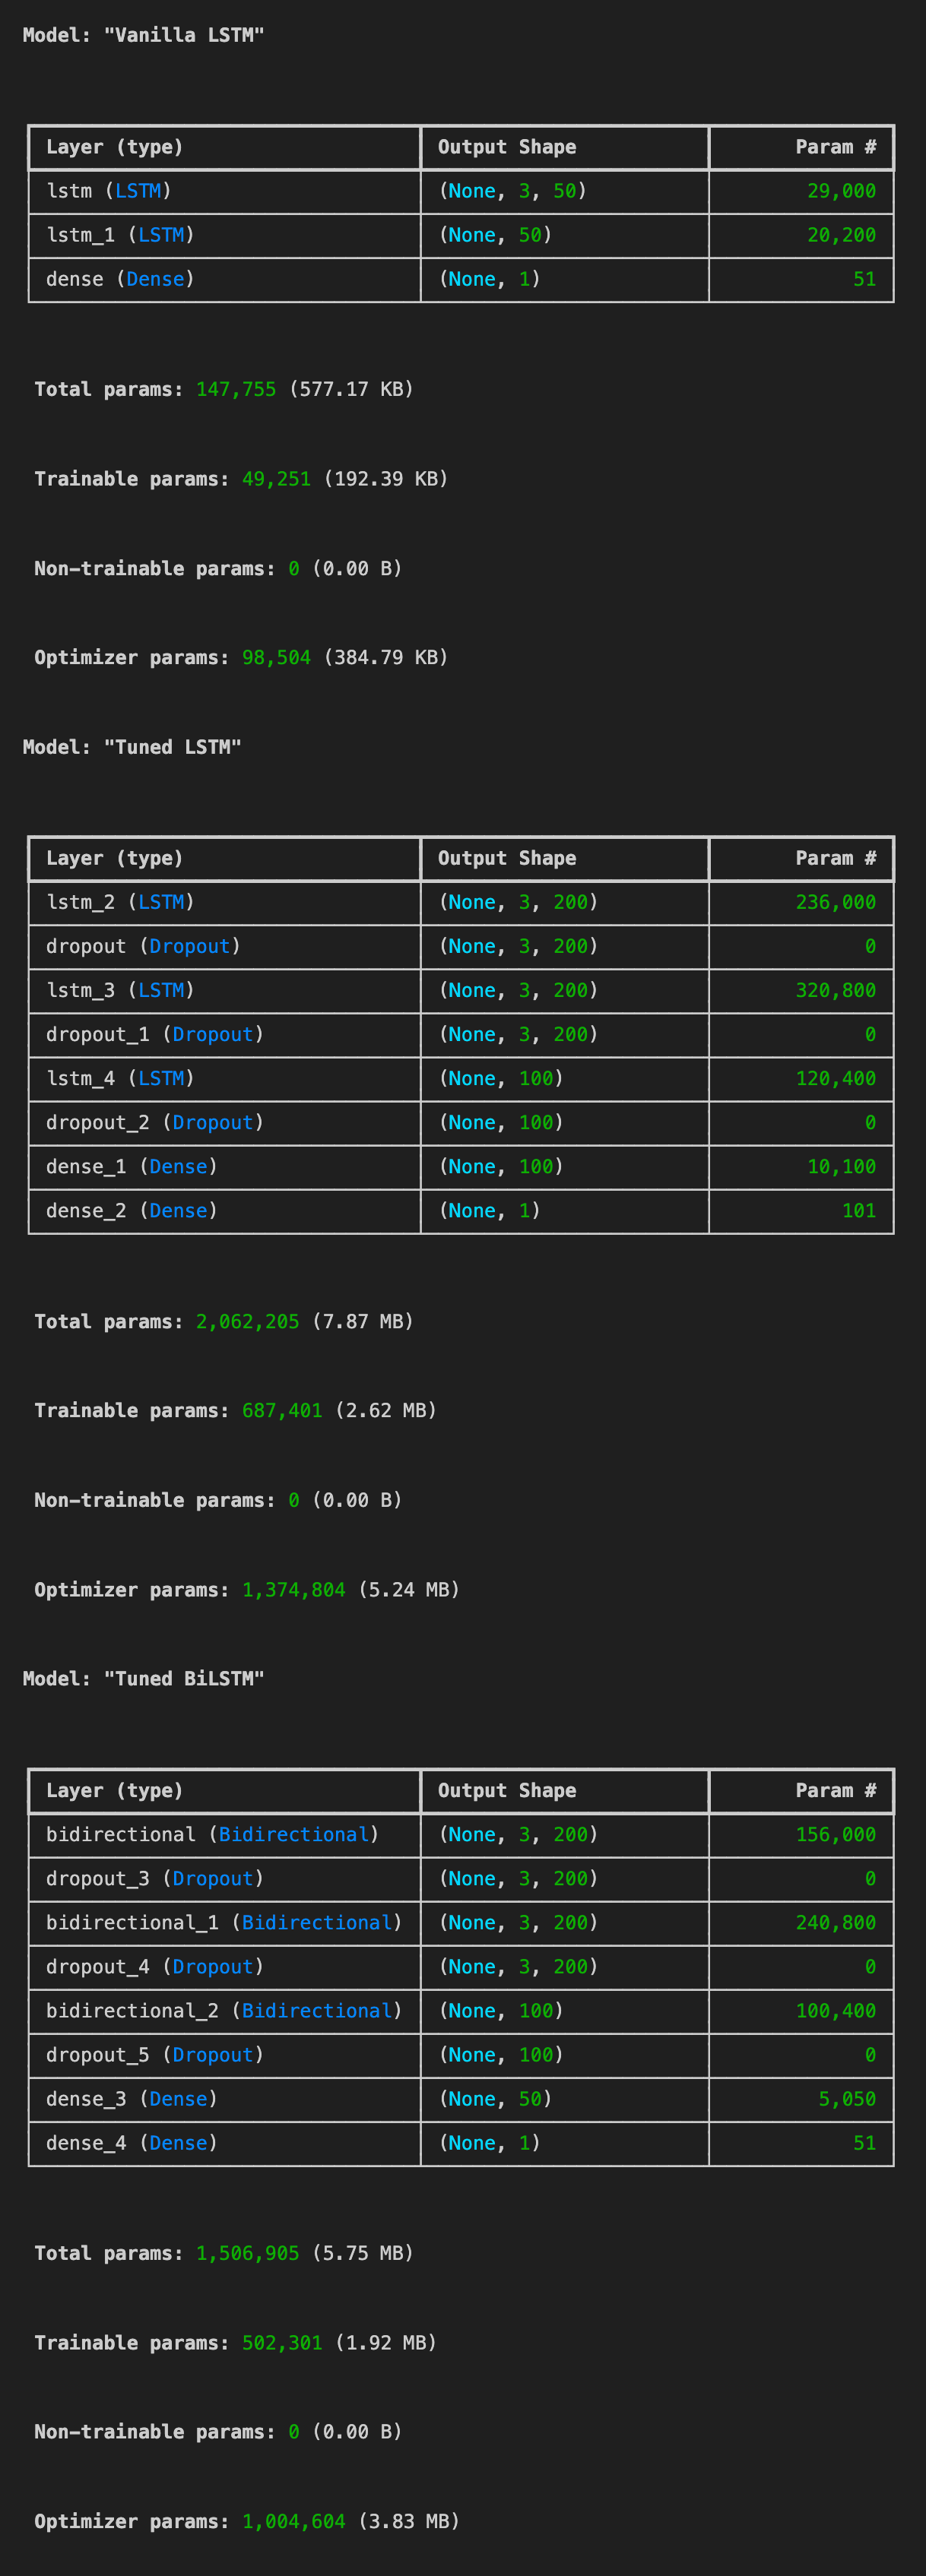 Model: "Vanilla LSTM"
Layer (type) Output Shape Param #
lstm (LSTM) (None, 3, 50) 29,000
lstm_1 (LSTM) (None, 50) 20,200
dense (Dense) (None, 1) 51
Total params: 147,755 (577.17 KB)
Trainable params: 49,251 (192.39 KB)
Non-trainable params: 0 (0.00 B)
Optimizer params: 98,504 (384.79 KB)
Model: "Tuned LSTM"
Layer (type) Output Shape Param #
lstm_2 (LSTM) (None, 3, 200) 236,000
dropout (Dropout) (None, 3, 200) 0
lstm_3 (LSTM) (None, 3, 200) 320,800
dropout_1 (Dropout) (None, 3, 200) 0
lstm_4 (LSTM) (None, 100) 120,400
dropout_2 (Dropout) (None, 100) 0
dense_1 (Dense) (None, 100) 10,100
dense_2 (Dense) (None, 1) 101
Total params: 2,062,205 (7.87 MB)
Trainable params: 687,401 (2.62 MB)
Non-trainable params: 0 (0.00 B)
Optimizer params: 1,374,804 (5.24 MB)
Model: "Tuned BiLSTM"
Layer (type) Output Shape Param #
bidirectional (Bidirectional) (None, 3, 200) 156,000
dropout_3 (Dropout) (None, 3, 200) 0
bidirectional_1 (Bidirectional) (None, 3, 200) 240,800
dropout_4 (Dropout) (None, 3, 200) 0
bidirectional_2 (Bidirectional) (None, 100) 100,400
dropout_5 (Dropout) (None, 100) 0
dense_3 (Dense) (None, 50) 5,050
dense_4 (Dense) (None, 1) 51
Total params: 1,506,905 (5.75 MB)
Trainable params: 502,301 (1.92 MB)
Non-trainable params: 0 (0.00 B)
Optimizer params: 1,004,604 (3.83 MB)